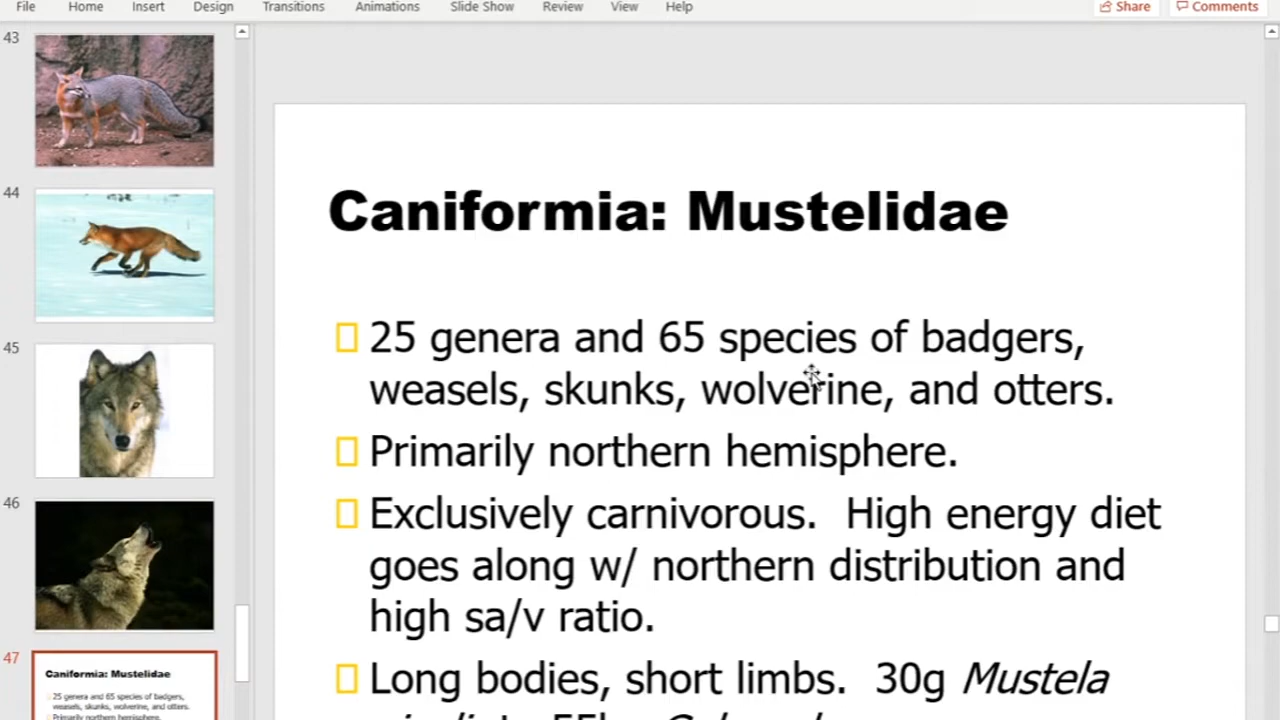 File Home Insert Design Transitions Animations Slide Show Review View Help Share Comments
43
44
45
46
47
Caniformia: Mustelidae
25 genera and 65 species of badgers,
weasels, skunks, wolverine, and otters.
Primarily northern hemisphere.
Caniformia: Mustelidae
25 genera and 65 species of badgers,
weasels, skunks, wolverine, and otters.
Primarily northern hemisphere.
Exclusively carnivorous. High energy diet
goes along w/ northern distribution and
high sa/v ratio.
Long bodies, short limbs. 30g Mustela